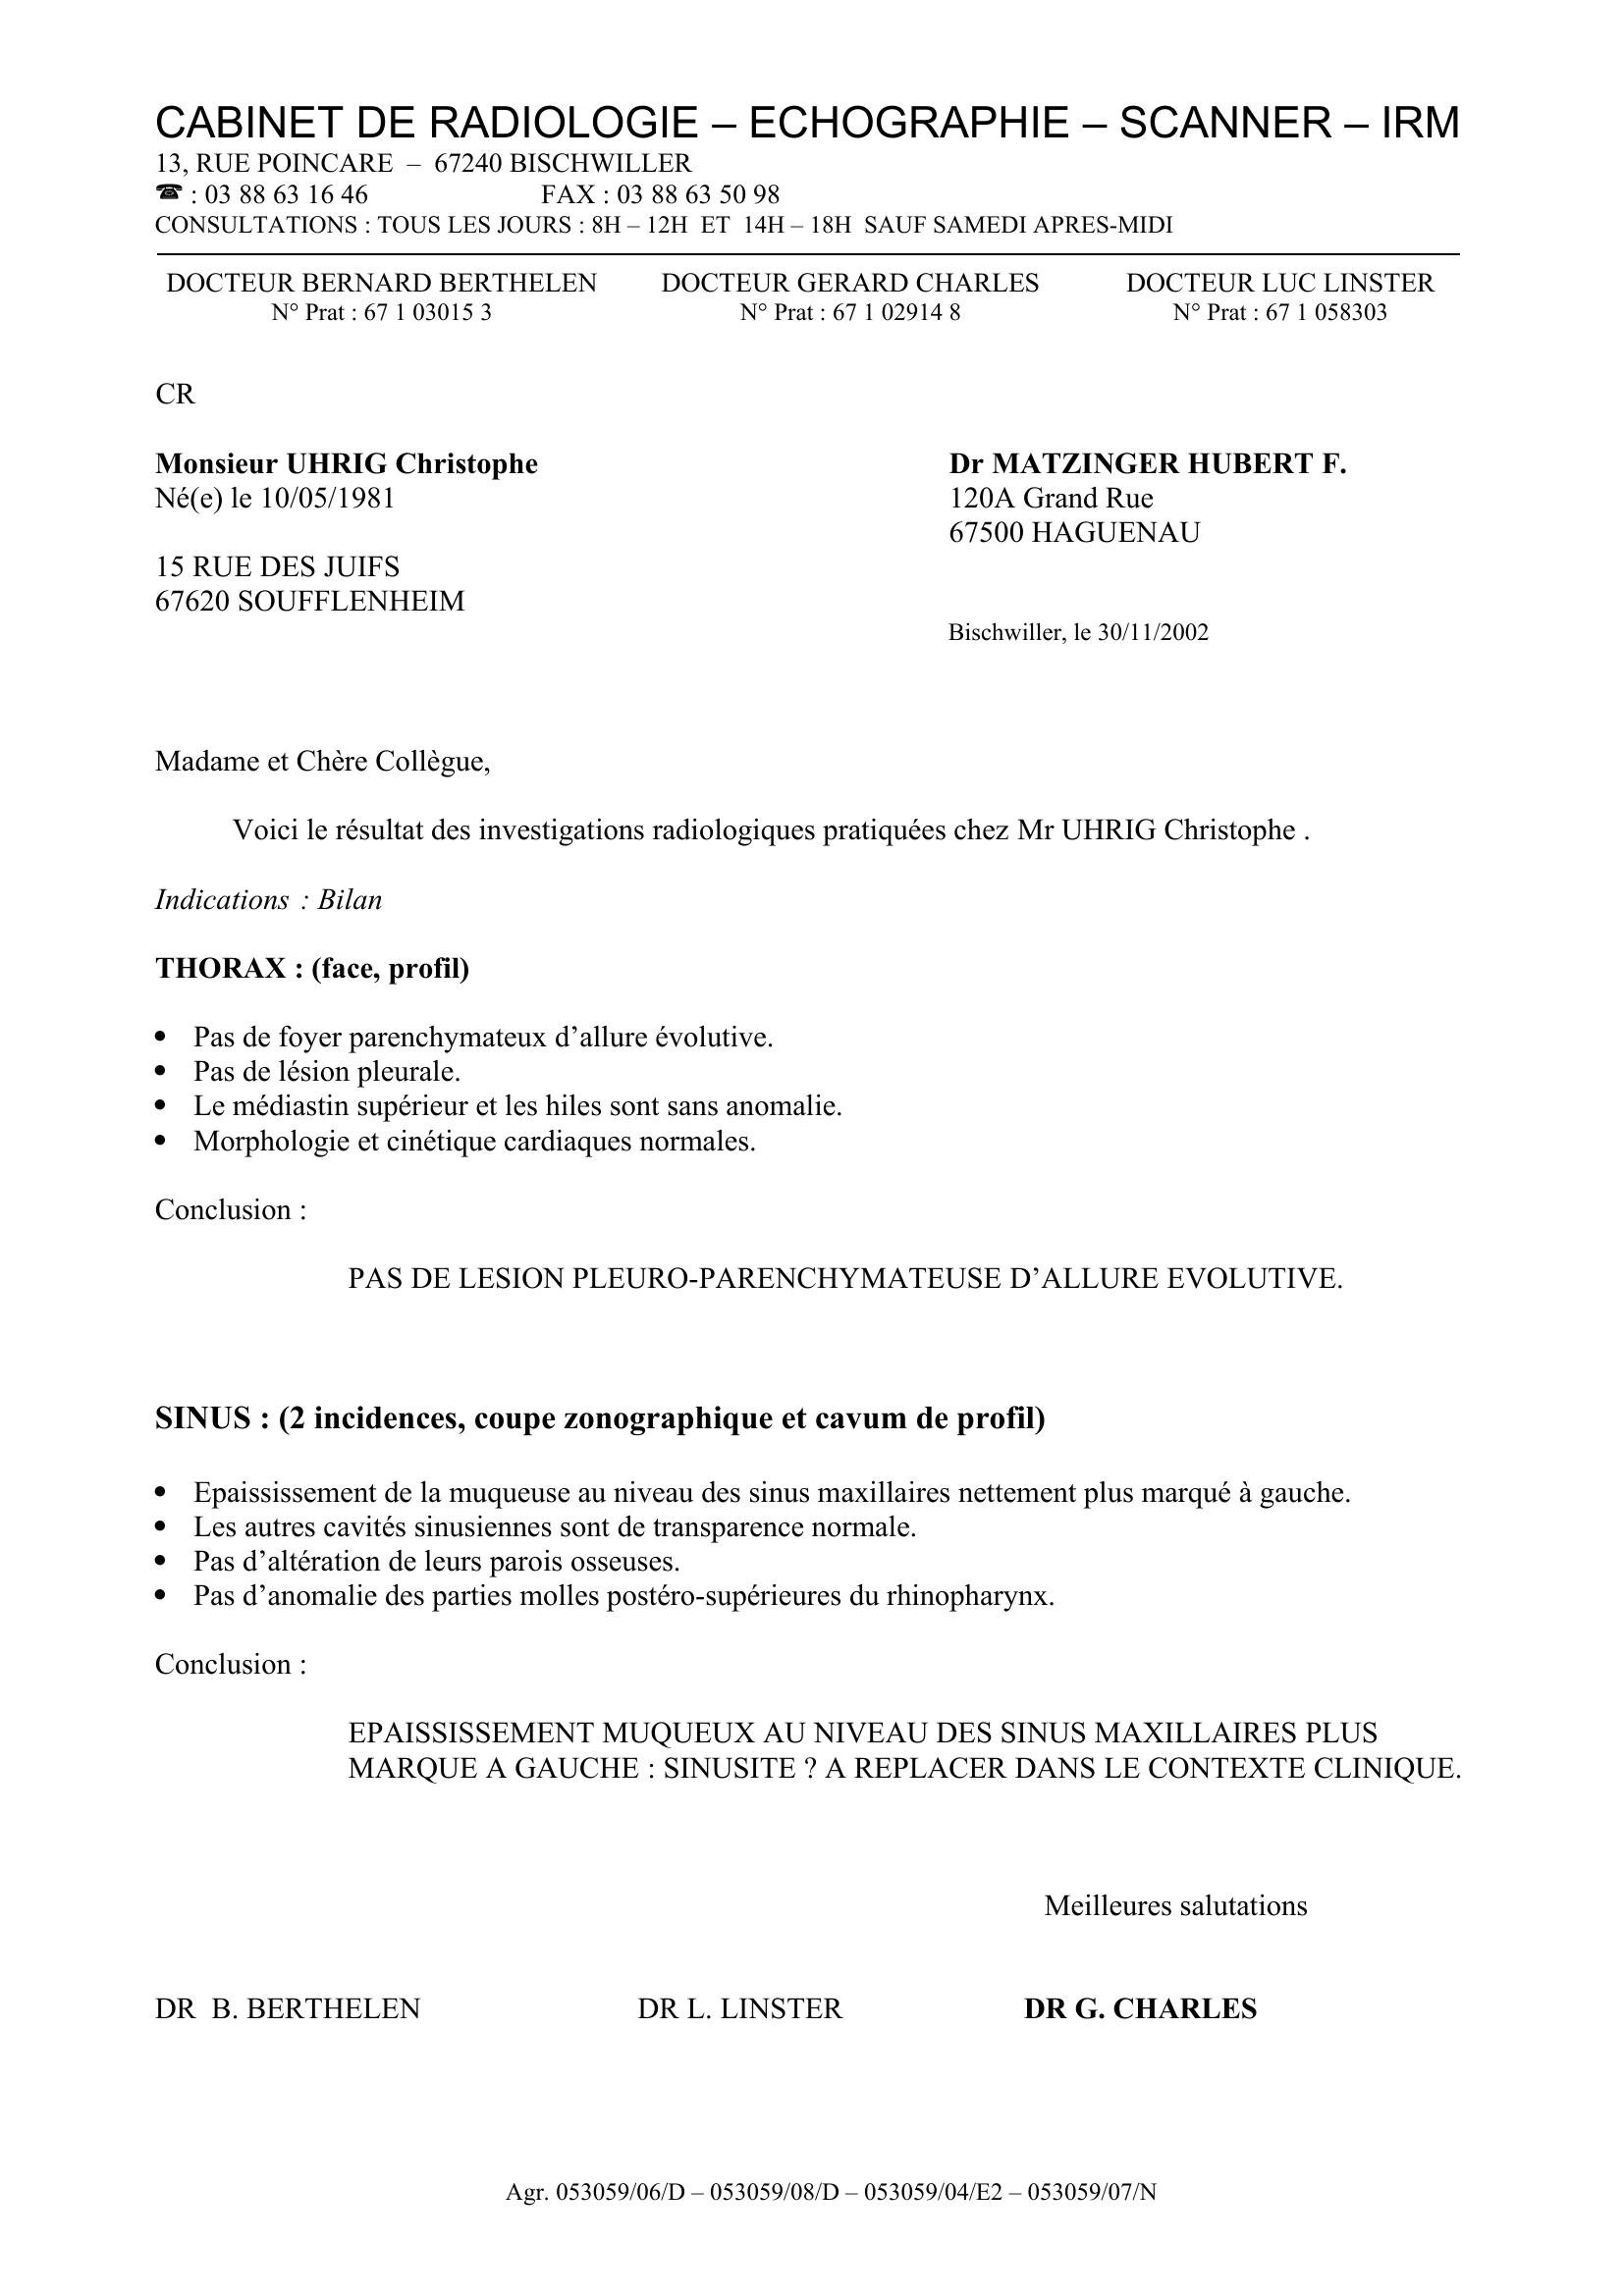 CABINET DE RADIOLOGIE – ECHOGRAPHIE – SCANNER – IRM
13, RUE POINCARE – 67240 BISCHWILLER
☎ : 03 88 63 16 46 FAX : 03 88 63 50 98
CONSULTATIONS : TOUS LES JOURS : 8H – 12H ET 14H – 18H SAUF SAMEDI APRES-MIDI
DOCTEUR BERNARD BERTHELEN DOCTEUR GERARD CHARLES DOCTEUR LUC LINSTER
N° Prat : 67 1 03015 3 N° Prat : 67 1 02914 8 N° Prat : 67 1 058303
CR
Monsieur UHRIG Christophe
Né(e) le 10/05/1981
15 RUE DES JUIFS
67620 SOUFFLENHEIM
Dr MATZINGER HUBERT F.
120A Grand Rue
67500 HAGUENAU
Bischwiller, le 30/11/2002
Madame et Chère Collègue,
Voici le résultat des investigations radiologiques pratiquées chez Mr UHRIG Christophe .
Indications : Bilan
THORAX : (face, profil)
• Pas de foyer parenchymateux d’allure évolutive.
• Pas de lésion pleurale.
• Le médiastin supérieur et les hiles sont sans anomalie.
• Morphologie et cinétique cardiaques normales.
Conclusion :
PAS DE LESION PLEURO-PARENCHYMATEUSE D’ALLURE EVOLUTIVE.
SINUS : (2 incidences, coupe zonographique et cavum de profil)
• Epaississement de la muqueuse au niveau des sinus maxillaires nettement plus marqué à gauche.
• Les autres cavités sinusiennes sont de transparence normale.
• Pas d’altération de leurs parois osseuses.
• Pas d’anomalie des parties molles postéro-supérieures du rhinopharynx.
Conclusion :
EPAISSISSEMENT MUQUEUX AU NIVEAU DES SINUS MAXILLAIRES PLUS
MARQUE A GAUCHE : SINUSITE ? A REPLACER DANS LE CONTEXTE CLINIQUE.
Meilleures salutations
DR B. BERTHELEN DR L. LINSTER DR G. CHARLES
Agr. 053059/06/D – 053059/08/D – 053059/04/E2 – 053059/07/N